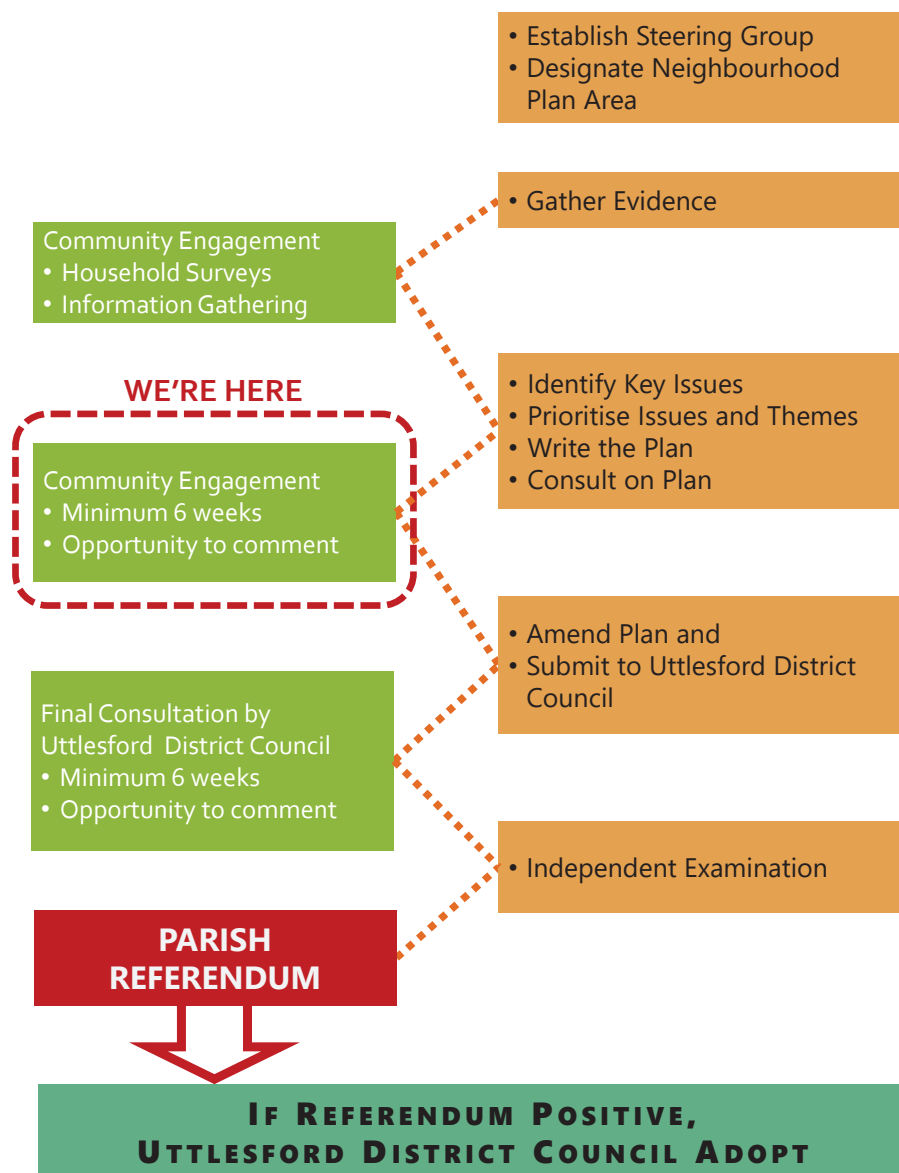 • Establish Steering Group
• Designate Neighbourhood
Plan Area
• Gather Evidence
Community Engagement
• Household Surveys
• Information Gathering
• Identify Key Issues
• Prioritise Issues and Themes
• Write the Plan
• Consult on Plan
WE'RE HERE
Community Engagement
• Minimum 6 weeks
• Opportunity to comment
• Amend Plan and
• Submit to Uttlesford District
Council
Final Consultation by
Uttlesford District Council
• Minimum 6 weeks
• Opportunity to comment
• Independent Examination
PARISH
REFERENDUM
IF REFERENDUM POSITIVE,
UTTLESFORD DISTRICT COUNCIL ADOPT